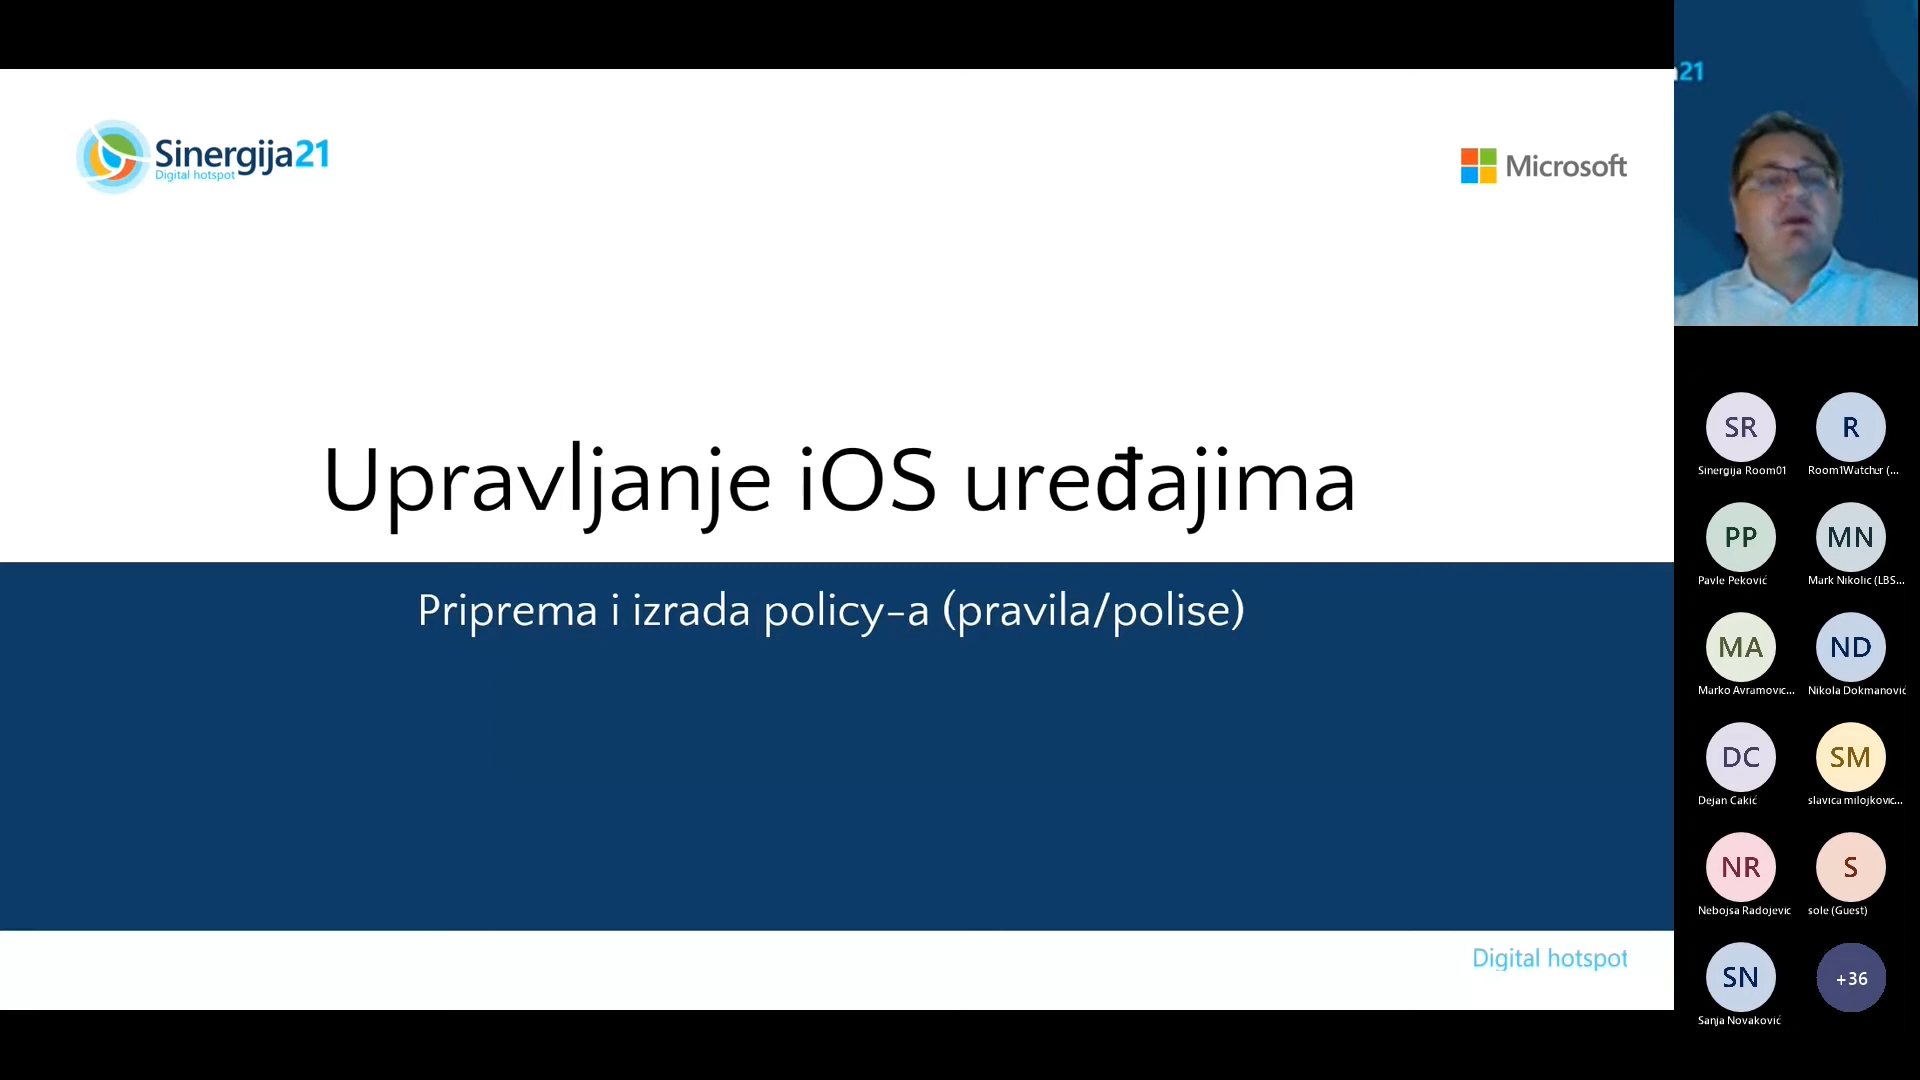 Sinergija21
Digital hotspot
Microsoft
21
Upravljanje iOS uređajima
Priprema i izrada policy-a (pravila/polise)
Digital hotspot
SR
R
Sinergija Room01
Room1Watcher (...
PP
MN
Pavle Peković
Mark Nikolic (LBS...
MA
ND
Marko Avramovic...
Nikola Dokmanović
DC
SM
Dejan Cakić
slavica milojkovic...
NR
S
Nebojsa Radojevic
sole (Guest)
SN
+36
Sanja Novaković